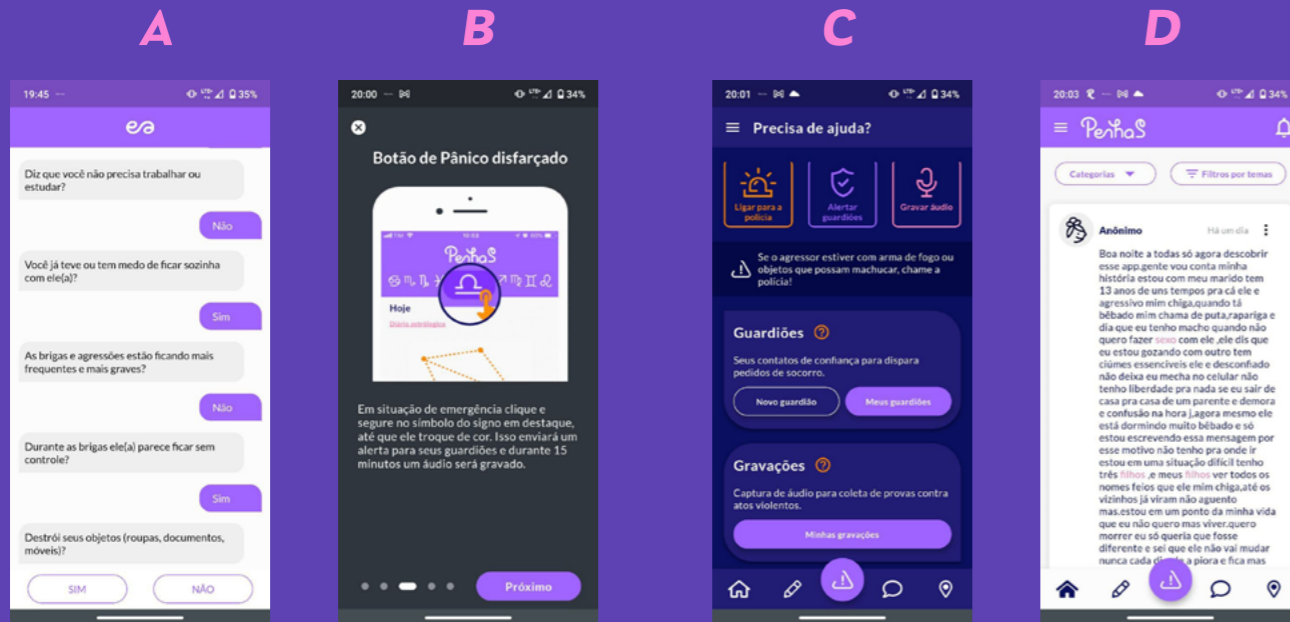 A
B
C
D
19:45
35%
Diz que você não precisa trabalhar ou
estudar?
Não
Você já teve ou tem medo de ficar sozinha
com ele(a)?
Sim
As brigas e agressões estão ficando mais
frequentes e mais graves?
Não
Durante as brigas ele(a) parece ficar sem
controle?
Sim
Destrói seus objetos (roupas, documentos,
móveis)?
SIM
NÃO
20:00
34%
Botão de Pânico disfarçado
PenhaS
Hoje
Diário astrológico
Em situação de emergência clique e
segure no símbolo do signo em destaque,
até que ele troque de cor. Isso enviará um
alerta para seus guardiões e durante 15
minutos um áudio será gravado.
Próximo
20:01
34%
Precisa de ajuda?
Ligar para a
polícia
Alertar
guardiões
Gravar áudio
Se o agressor estiver com arma de fogo ou
objetos que possam machucar, chame a
polícia!
Guardiões
Seus contatos de confiança para dispara
pedidos de socorro.
Novo guardião
Meus guardiões
Gravações
Captura de áudio para coleta de provas contra
atos violentos.
Minhas gravações
20:03
34%
PenhaS
Categorias
Filtros por temas
Anônimo
Há um dia
Boa noite a todas só agora descobrir
esse app.gente vou conta minha
história estou com meu marido tem
13 anos de uns tempos pra cá ele e
agressivo mim chiga,quando tá
bêbado mim chama de puta,rapariga e
dia que eu tenho macho quando não
quero fazer sexo com ele ,ele dis que
eu estou gozando com outro tem
ciúmes essenciveis ele e desconfiado
não deixa eu mecha no celular não
tenho liberdade pra nada se eu sair de
casa pra casa de um parente e demora
e confusão na hora j,agora mesmo ele
está dormindo muito bêbado e só
estou escrevendo essa mensagem por
esse motivo não tenho pra onde ir
estou em uma situação difícil tenho
três filhos ,e meus filhos ver todos os
nomes feios que ele mim chiga,até os
vizinhos já viram não aguento
mas.estou em um ponto da minha vida
que eu não quero mas viver.quero
morrer eu só queria que fosse
diferente e sei que ele não vai mudar
nunca cada a piora e fica mas